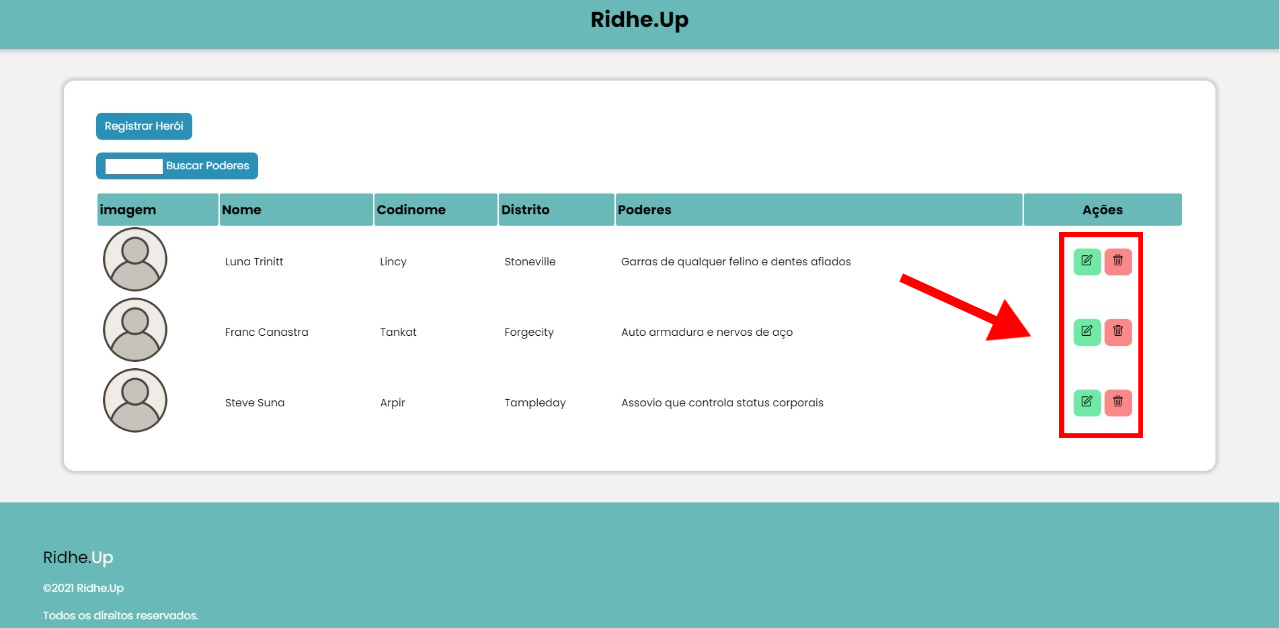 Ridhe.Up
Registrar Herói
Buscar Poderes
imagem Nome Codinome Distrito Poderes Ações
Luna Trinitt Lincy Stoneville Garras de qualquer felino e dentes afiados
Franc Canastra Tankat Forgecity Auto armadura e nervos de aço
Steve Suna Arpir Tampleday Assovio que controla status corporais
Ridhe.Up
©2021 Ridhe.Up
Todos os direitos reservados.